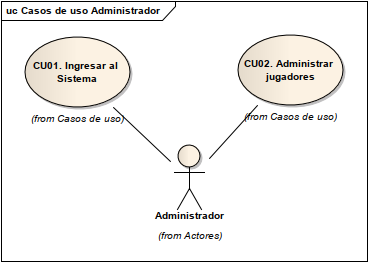 uc Casos de uso Administrador
CU01. Ingresar al
Sistema
(from Casos de uso)
CU02. Administrar
jugadores
(from Casos de uso)
Administrador
(from Actores)